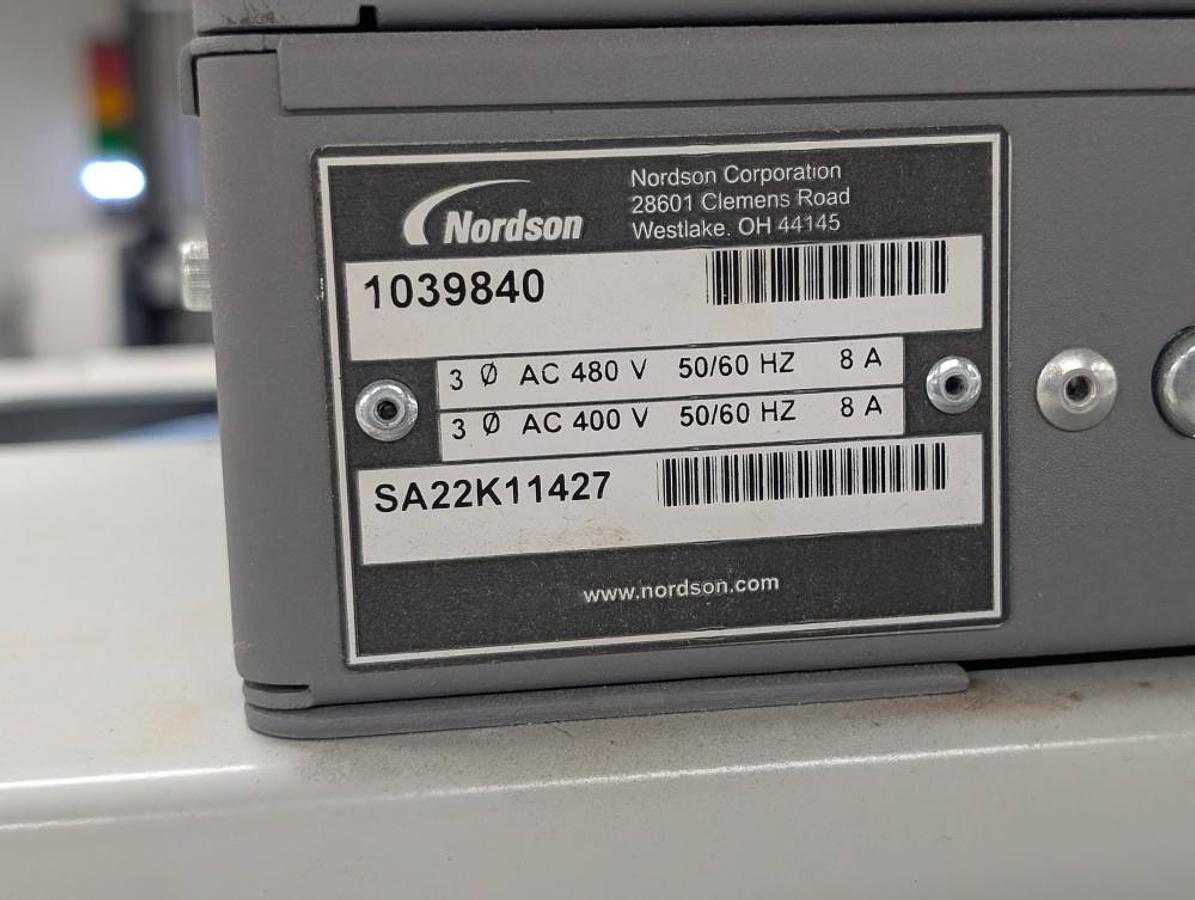 Nordson
Nordson Corporation
28601 Clemens Road
Westlake, OH 44145
1039840
3 Ø AC 480 V 50/60 HZ 8 A
3 Ø AC 400 V 50/60 HZ 8 A
SA22K11427
www.nordson.com